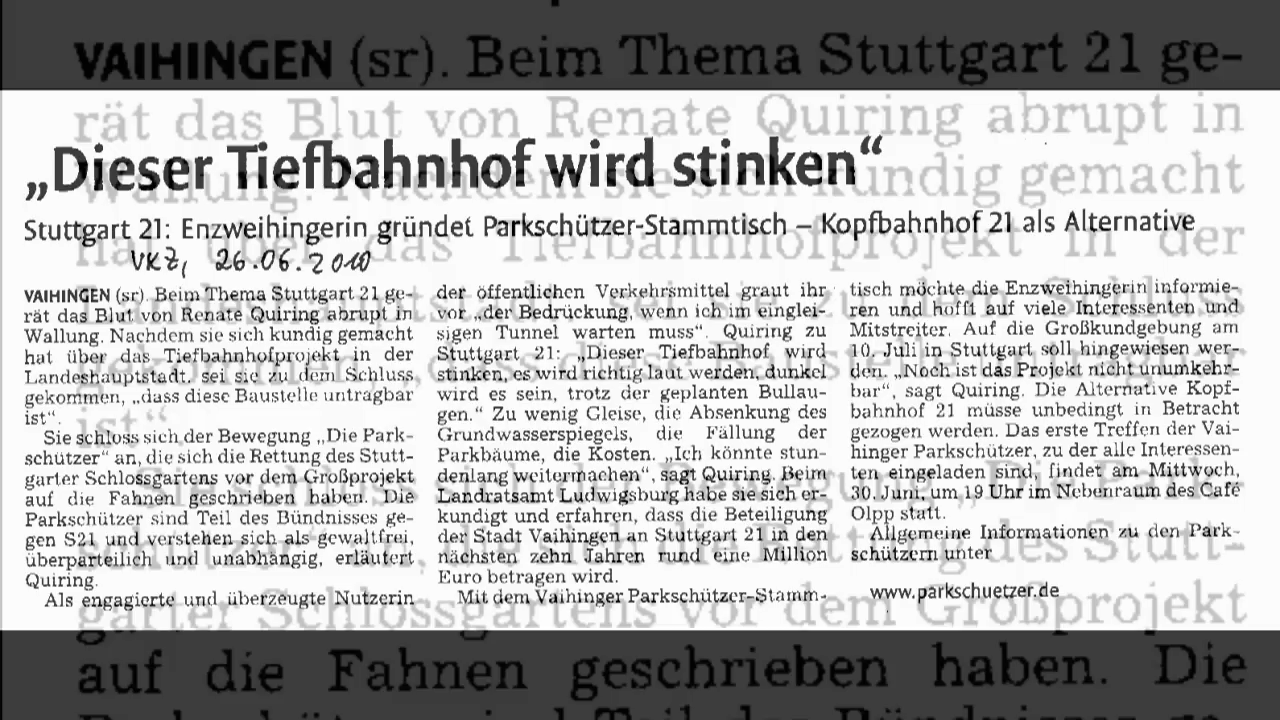 VAIHINGEN (sr). Beim Thema Stuttgart 21 ge-
rät das Blut von Renate Quiring abrupt in
„Dieser Tiefbahnhof wird stinken“
Stuttgart 21: Enzweihingerin gründet Parkschützer-Stammtisch – Kopfbahnhof 21 als Alternative
VKZ, 26.06.2010
VAIHINGEN (sr). Beim Thema Stuttgart 21 ge-
rät das Blut von Renate Quiring abrupt in
Wallung. Nachdem sie sich kundig gemacht
hat über das Tiefbahnhofprojekt in der
Landeshauptstadt, sei sie zu dem Schluss
gekommen, „dass diese Baustelle untragbar
ist“.
Sie schloss sich der Bewegung „Die Park-
schützer“ an, die sich die Rettung des Stutt-
garter Schlossgartens vor dem Großprojekt
auf die Fahnen geschrieben haben. Die
Parkschützer sind Teil des Bündnisses ge-
gen S21 und verstehen sich als gewaltfrei,
überparteilich und unabhängig, erläutert
Quiring.
Als engagierte und überzeugte Nutzerin
der öffentlichen Verkehrsmittel graut ihr
vor „der Bedrückung, wenn ich im einglei-
sigen Tunnel warten muss“. Quiring zu
Stuttgart 21: „Dieser Tiefbahnhof wird
stinken, es wird richtig laut werden, dunkel
wird es sein, trotz der geplanten Bullau-
gen.“ Zu wenig Gleise, die Absenkung des
Grundwasserspiegels, die Fällung der
Parkbäume, die Kosten. „Ich könnte stun-
denlang weitermachen“, sagt Quiring. Beim
Landratsamt Ludwigsburg habe sie sich er-
kundigt und erfahren, dass die Beteiligung
der Stadt Vaihingen an Stuttgart 21 in den
nächsten zehn Jahren rund eine Million
Euro betragen wird.
Mit dem Vaihinger Parkschützer-Stamm-
tisch möchte die Enzweihingerin informie-
ren und hofft auf viele Interessenten und
Mitstreiter. Auf die Großkundgebung am
10. Juli in Stuttgart soll hingewiesen wer-
den. „Noch ist das Projekt nicht unumkehr-
bar“, sagt Quiring. Die Alternative Kopf-
bahnhof 21 müsse unbedingt in Betracht
gezogen werden. Das erste Treffen der Vai-
hinger Parkschützer, zu der alle Interessen-
ten eingeladen sind, findet am Mittwoch,
30. Juni, um 19 Uhr im Nebenraum des Café
Olpp statt.
Allgemeine Informationen zu den Park-
schützern unter
www.parkschuetzer.de
garter Schlossgartens vor dem Großprojekt
auf die Fahnen geschrieben haben. Die